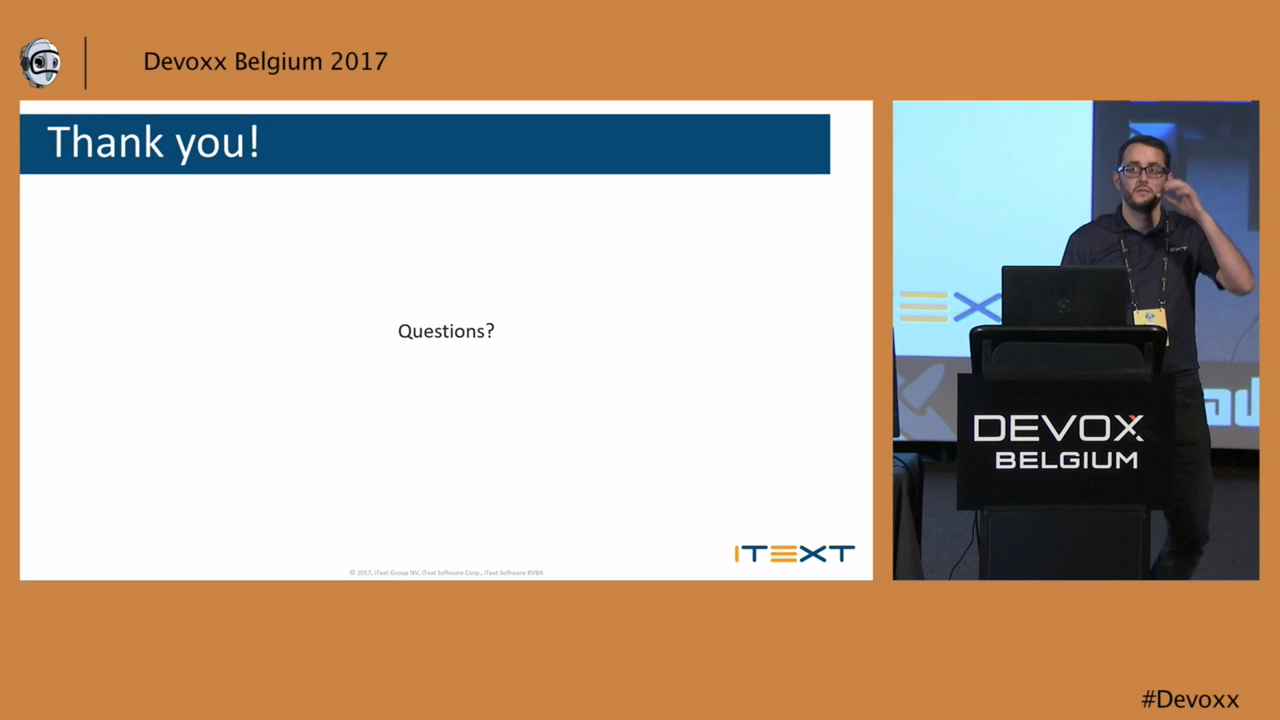 Devoxx Belgium 2017
Thank you!
Questions?
iTEXT
© 2017, iText Group NV, iText Software Corp., iText Software BVBA
DEVOXX
BELGIUM
#Devoxx